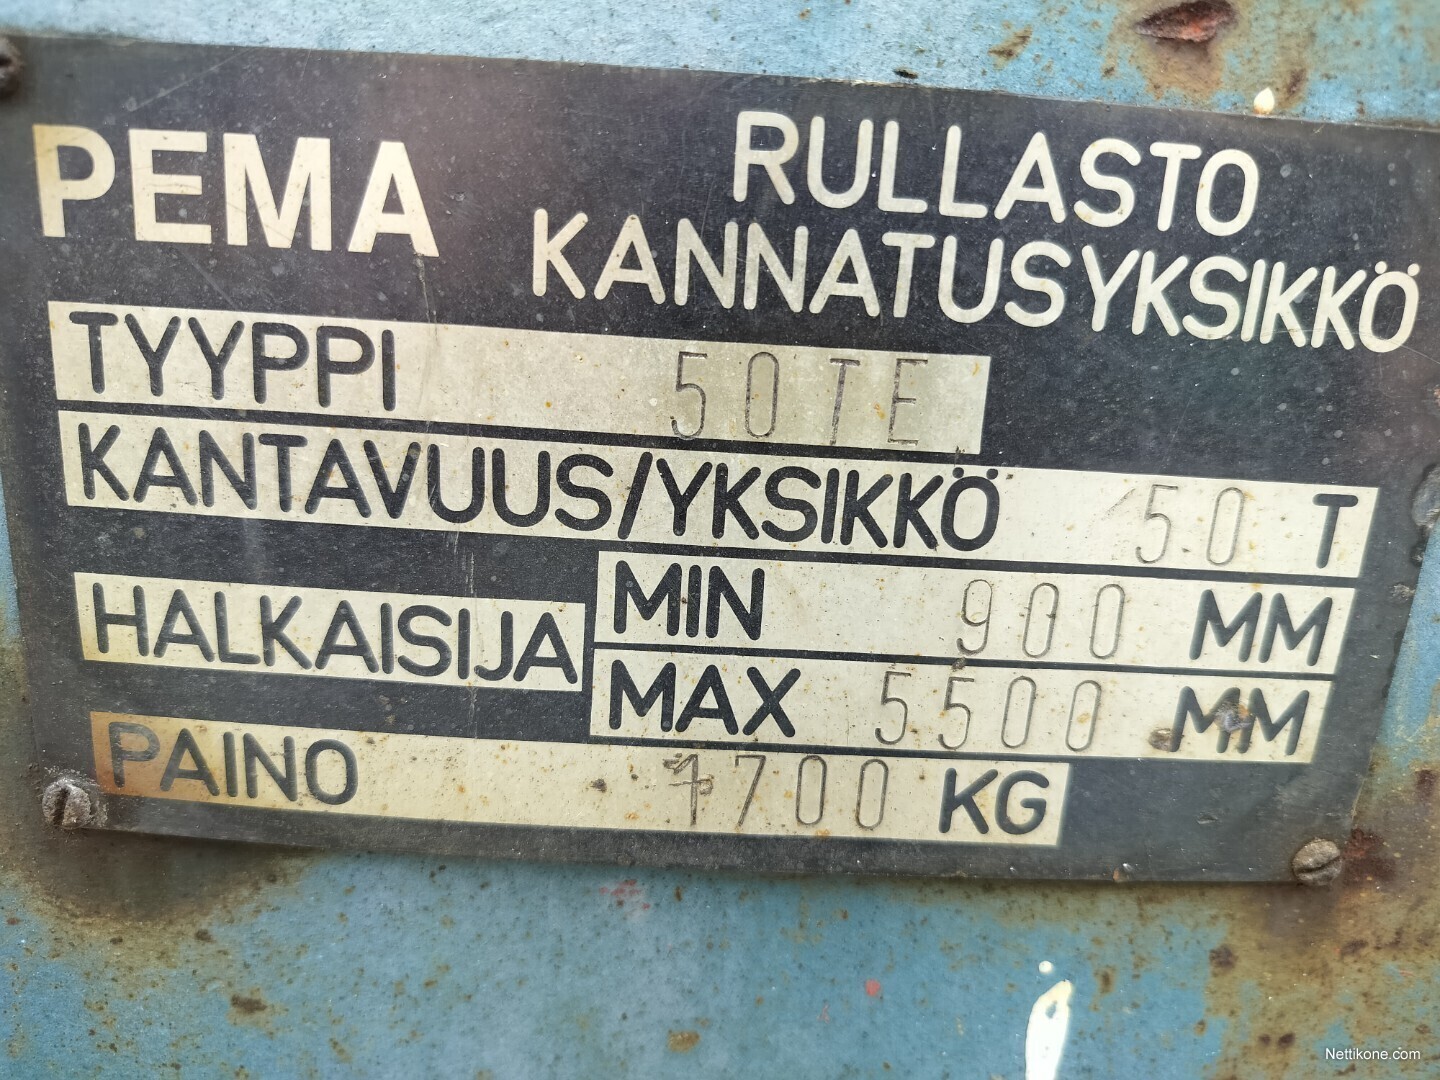 PEMA
RULLASTO
KANNATUSYKSIKKÖ
TYYPPI 50TE
KANTAVUUS/YKSIKKÖ 50 T
HALKAISIJA
MIN 900 MM
MAX 5500 MM
PAINO 1700 KG
Nettikone.com